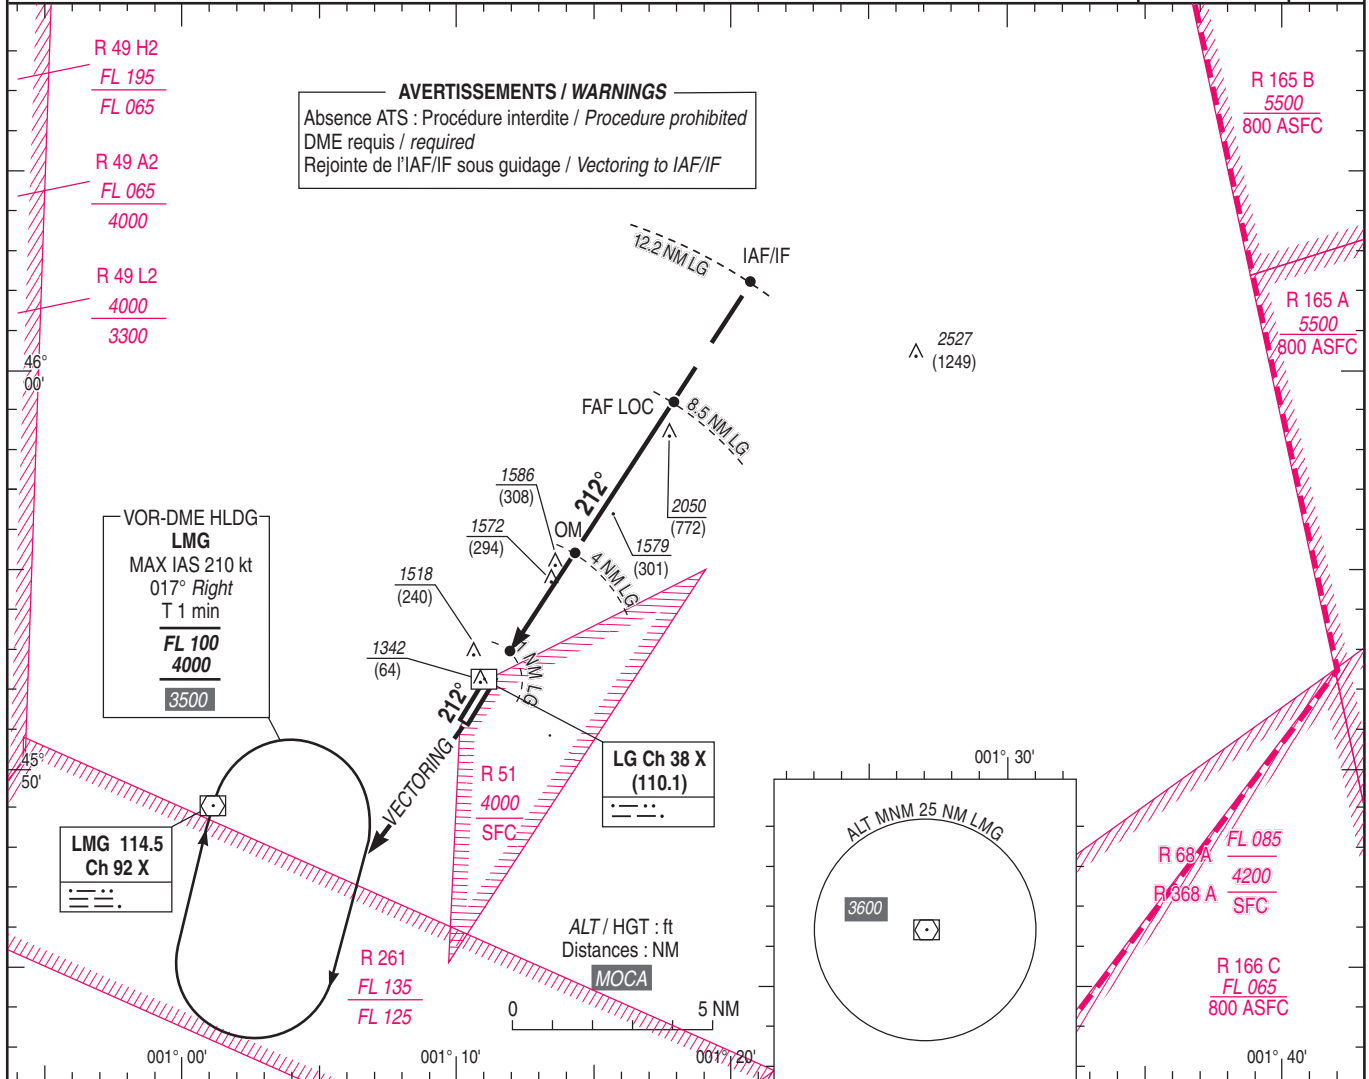 R 49 H2
FL 195
FL 065
R 49 A2
FL 065
4000
R 49 L2
4000
3300
AVERTISSEMENTS / WARNINGS
Absence ATS : Procédure interdite / Procedure prohibited
DME requis / required
Rejointe de l'IAF/IF sous guidage / Vectoring to IAF/IF
R 165 B
5500
800 ASFC
12.2 NM LG
IAF/IF
R 165 A
5500
800 ASFC
2527
(1249)
46°
00'
FAF LOC
8.5 NM LG
212°
1586
(308)
2050
(772)
1572
(294)
OM
1579
(301)
4 NM LG
1518
(240)
1342
(64)
1 NM LG
212°
VOR-DME HLDG
LMG
MAX IAS 210 kt
017° Right
T 1 min
FL 100
4000
3500
45°
50'
VECTORING
R 51
4000
SFC
LG Ch 38 X
(110.1)
001° 30'
ALT MNM 25 NM LMG
3600
LMG 114.5
Ch 92 X
R 68 A
R 368 A
FL 085
4200
SFC
R 261
FL 135
FL 125
ALT / HGT : ft
Distances : NM
MOCA
0
5 NM
R 166 C
FL 065
800 ASFC
001° 00'
001° 10'
001° 20'
001° 40'